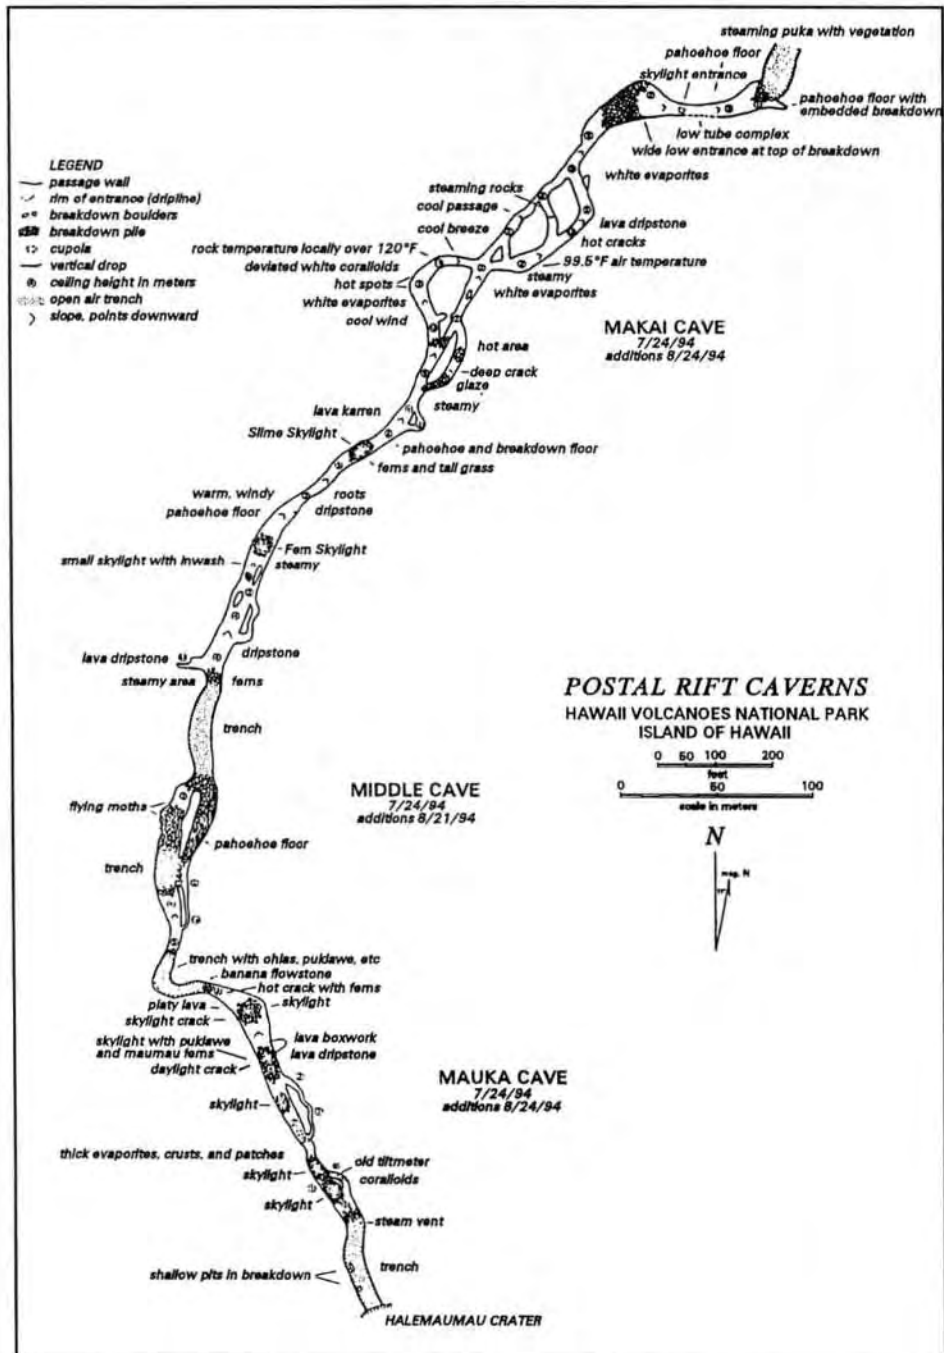 steaming puka with vegetation
pahoehoe floor
skylight entrance
pahoehoe floor with
embedded breakdown
low tube complex
wide low entrance at top of breakdown
white evaporites
LEGEND
passage wall
rim of entrance (dripline)
breakdown boulders
breakdown pile
cupola
vertical drop
ceiling height in meters
open air trench
slope, points downward
steaming rocks
cool passage
cool breeze
lava dripstone
hot cracks
rock temperature locally over 120°F
deviated white coralloids
hot spots
white evaporites
cool wind
99.5°F air temperature
steamy
white evaporites
MAKAI CAVE
7/24/94
additions 8/24/94
hot area
deep crack
glaze
steamy
lava karren
Slime Skylight
pahoehoe and breakdown floor
ferns and tall grass
warm, windy
pahoehoe floor
roots
dripstone
Fern Skylight
steamy
small skylight with inwash
lava dripstone
dripstone
steamy area
ferns
trench
POSTAL RIFT CAVERNS
HAWAII VOLCANOES NATIONAL PARK
ISLAND OF HAWAII
0 50 100 200
feet
0 50 100
scale in meters
N
mag. N
MIDDLE CAVE
7/24/94
additions 8/21/94
flying moths
pahoehoe floor
trench
trench with ohias, pukiawe, etc
banana flowstone
hot crack with ferns
platy lava
skylight
skylight crack
skylight with pukiawe
and maumau ferns
daylight crack
lava boxwork
lava dripstone
MAUKA CAVE
7/24/94
additions 8/24/94
skylight
thick evaporites, crusts, and patches
old tiltmeter
skylight
coralloids
skylight
steam vent
trench
shallow pits in breakdown
HALEMAUMAU CRATER